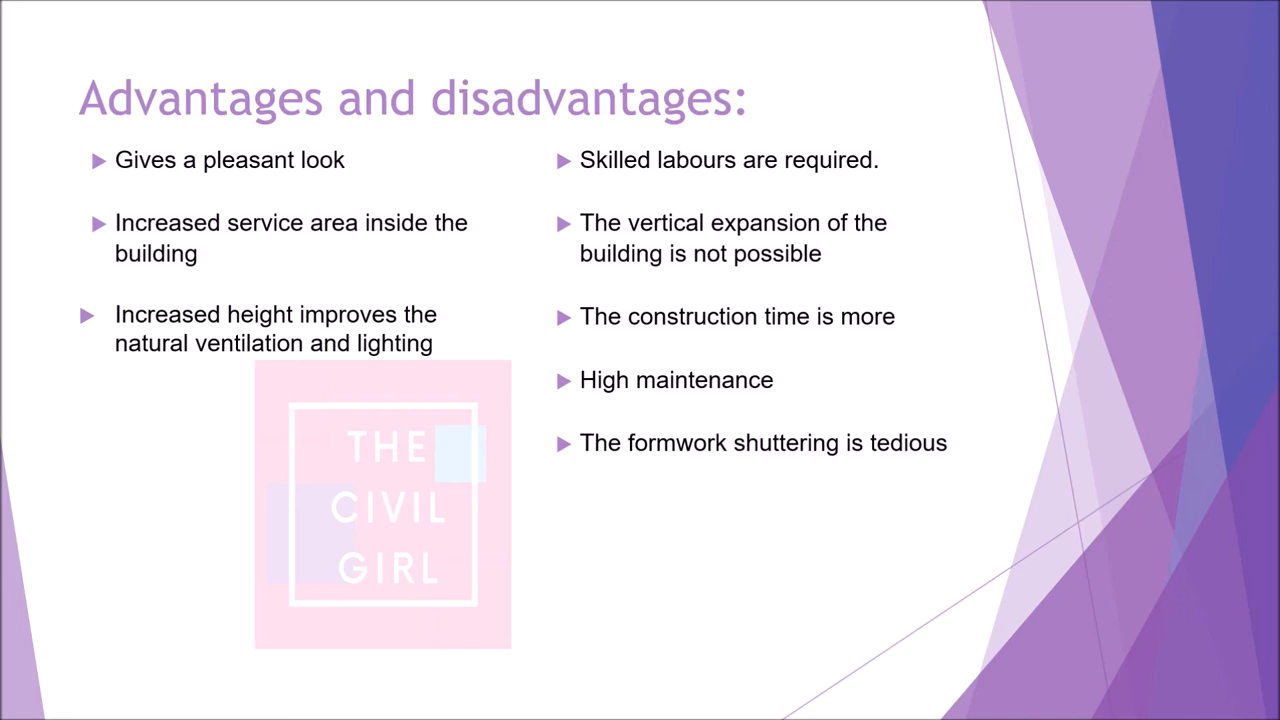 Advantages and disadvantages:
Gives a pleasant look
Increased service area inside the
building
Increased height improves the
natural ventilation and lighting
Skilled labours are required.
The vertical expansion of the
building is not possible
The construction time is more
High maintenance
The formwork shuttering is tedious
THE
CIVIL
GIRL